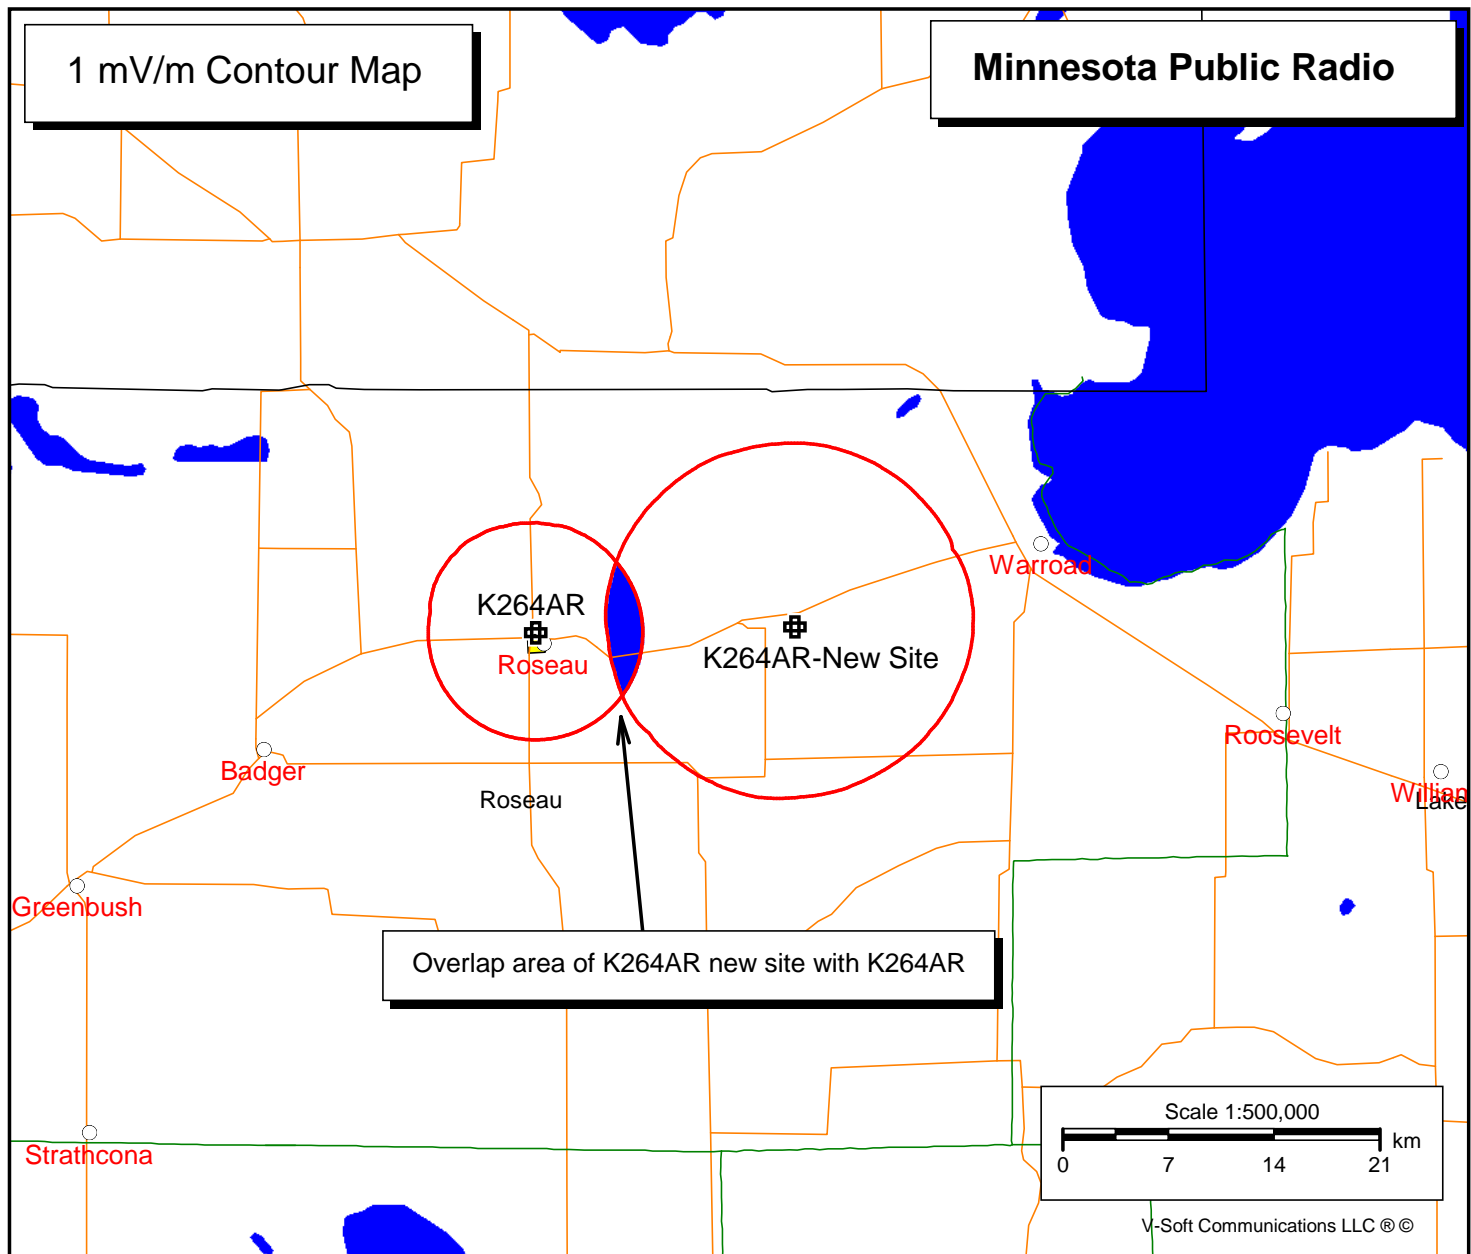 1 mV/m Contour Map
Minnesota Public Radio
Warroad
K264AR
Roseau
K264AR-New Site
Roosevelt
Badger
Roseau
Lake
Greenbush
Overlap area of K264AR new site with K264AR
Scale 1:500,000
km
0 7 14 21
Strathcona
V-Soft Communications LLC ® ©